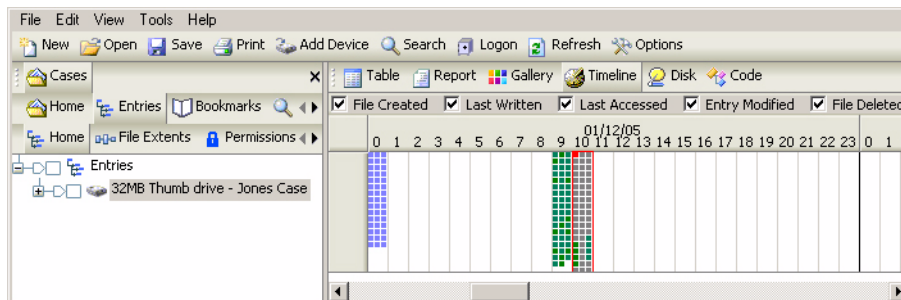 File Edit View Tools Help
New Open Save Print Add Device Search Logon Refresh Options
Cases Table Report Gallery Timeline Disk Code
Home Entries Bookmarks File Created Last Written Last Accessed Entry Modified File Deleted
Home File Extents Permissions 01/12/05
0 1 2 3 4 5 6 7 8 9 10 11 12 13 14 15 16 17 18 19 20 21 22 23 0 1
Entries
32MB Thumb drive - Jones Case